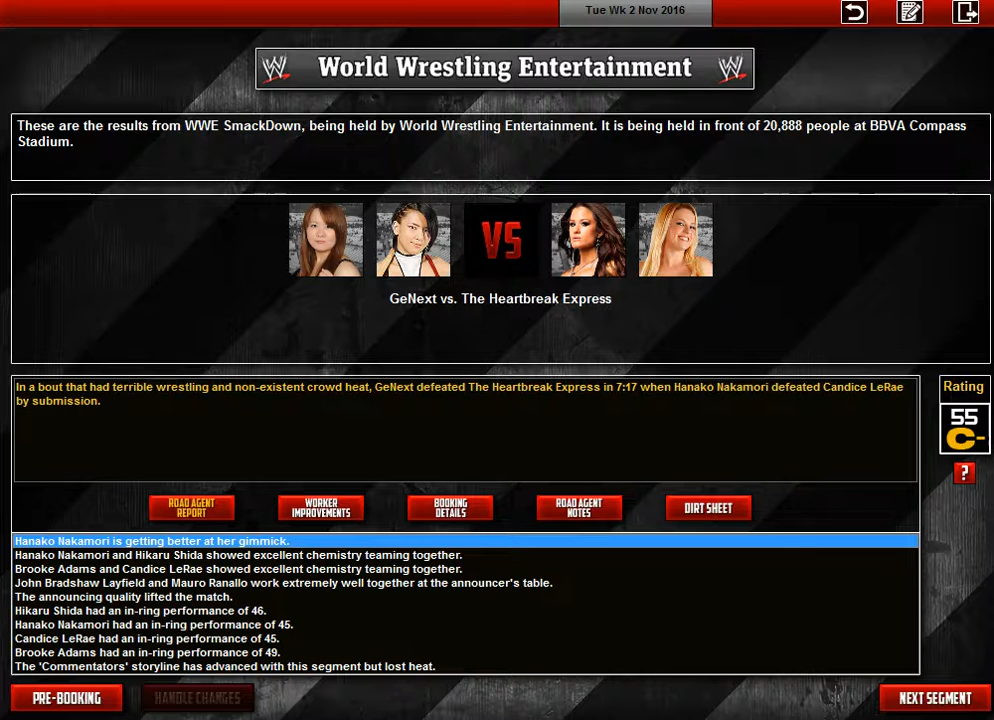 Tue Wk 2 Nov 2016
World Wrestling Entertainment
These are the results from WWE SmackDown, being held by World Wrestling Entertainment. It is being held in front of 20,888 people at BBVA Compass
Stadium.
VS
GeNext vs. The Heartbreak Express
In a bout that had terrible wrestling and non-existent crowd heat, GeNext defeated The Heartbreak Express in 7:17 when Hanako Nakamori defeated Candice LeRae
by submission.
Rating
55
C-
?
ROAD AGENT
REPORT
WORKER
IMPROVEMENTS
BOOKING
DETAILS
ROAD AGENT
NOTES
DIRT SHEET
Hanako Nakamori is getting better at her gimmick.
Hanako Nakamori and Hikaru Shida showed excellent chemistry teaming together.
Brooke Adams and Candice LeRae showed excellent chemistry teaming together.
John Bradshaw Layfield and Mauro Ranallo work extremely well together at the announcer's table.
The announcing quality lifted the match.
Hikaru Shida had an in-ring performance of 46.
Hanako Nakamori had an in-ring performance of 45.
Candice LeRae had an in-ring performance of 45.
Brooke Adams had an in-ring performance of 49.
The 'Commentators' storyline has advanced with this segment but lost heat.
PRE-BOOKING
HANDLE CHANGES
NEXT SEGMENT